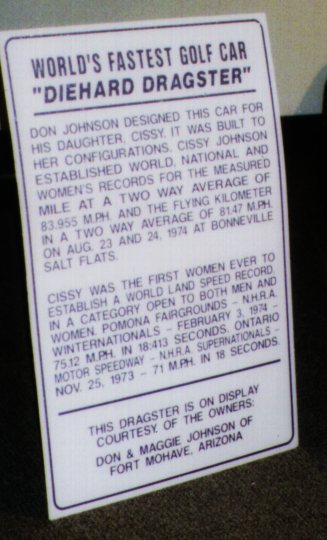 WORLD'S FASTEST GOLF CAR
"DIEHARD DRAGSTER"
DON JOHNSON DESIGNED THIS CAR FOR
HIS DAUGHTER, CISSY. IT WAS BUILT TO
HER CONFIGURATIONS. CISSY JOHNSON
ESTABLISHED WORLD, NATIONAL AND
WOMEN'S RECORDS FOR THE MEASURED
MILE AT A TWO WAY AVERAGE OF
83.955 M.P.H. AND THE FLYING KILOMETER
IN A TWO WAY AVERAGE OF 81.47 M.P.H.
ON AUG. 23 AND 24, 1974 AT BONNEVILLE
SALT FLATS.
CISSY WAS THE FIRST WOMEN EVER TO
ESTABLISH A WORLD LAND SPEED RECORD,
IN A CATEGORY OPEN TO BOTH MEN AND
WOMEN. POMONA FAIRGROUNDS - N.H.R.A.
WINTERNATIONALS - FEBRUARY 3, 1974 -
75.12 M.P.H. IN 18:413 SECONDS. ONTARIO
MOTOR SPEEDWAY - N.H.R.A. SUPERNATIONALS -
NOV. 25, 1973 - 71 M.P.H. IN 18 SECONDS.
THIS DRAGSTER IS ON DISPLAY
COURTESY, OF THE OWNERS:
DON & MAGGIE JOHNSON OF
FORT MOHAVE, ARIZONA